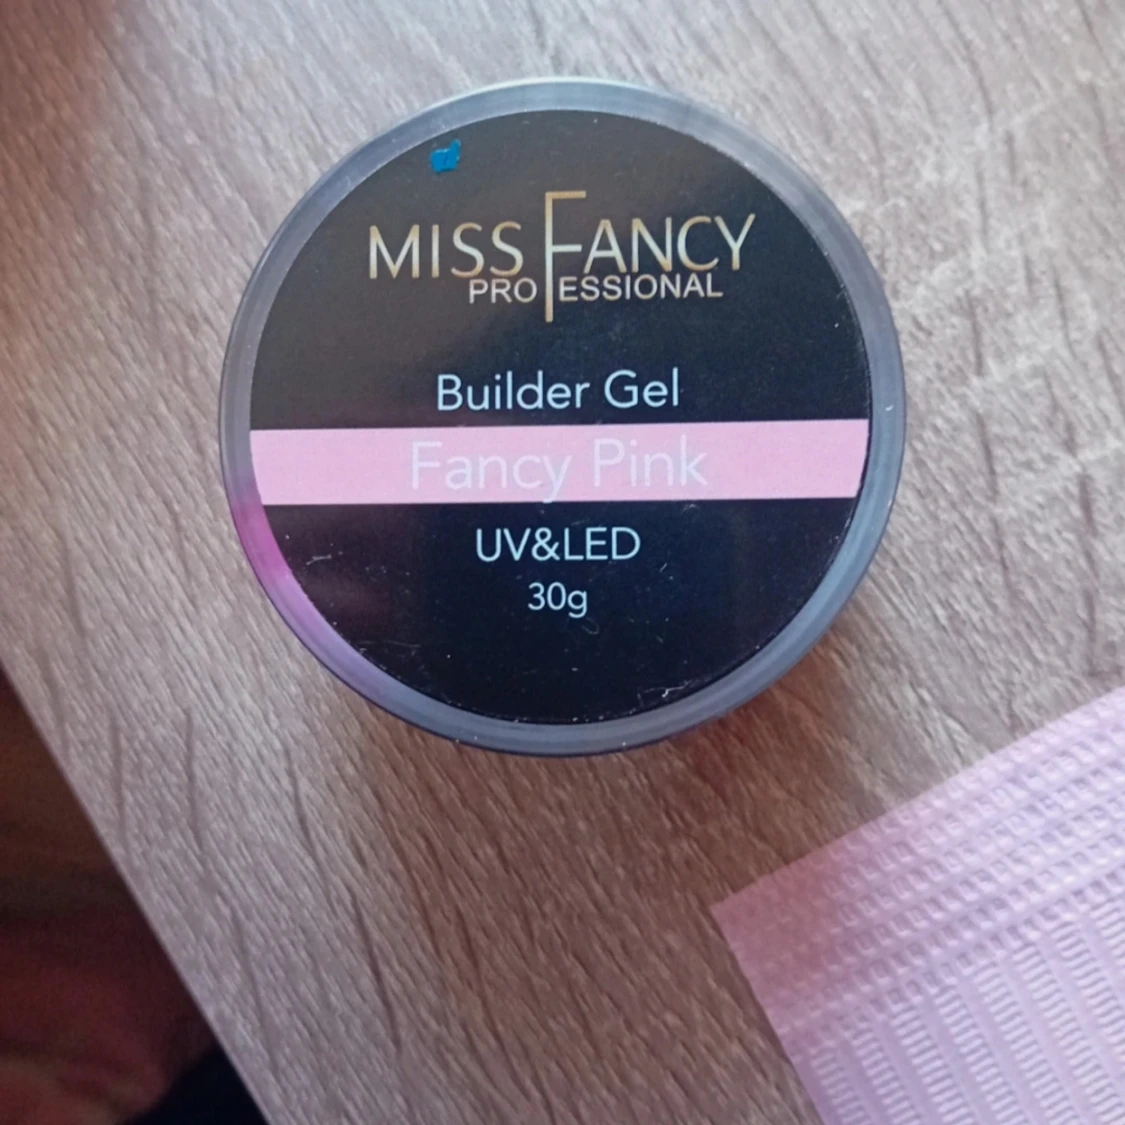 MISS FANCY
PROFESSIONAL
Builder Gel
Fancy Pink
UV&LED
30g